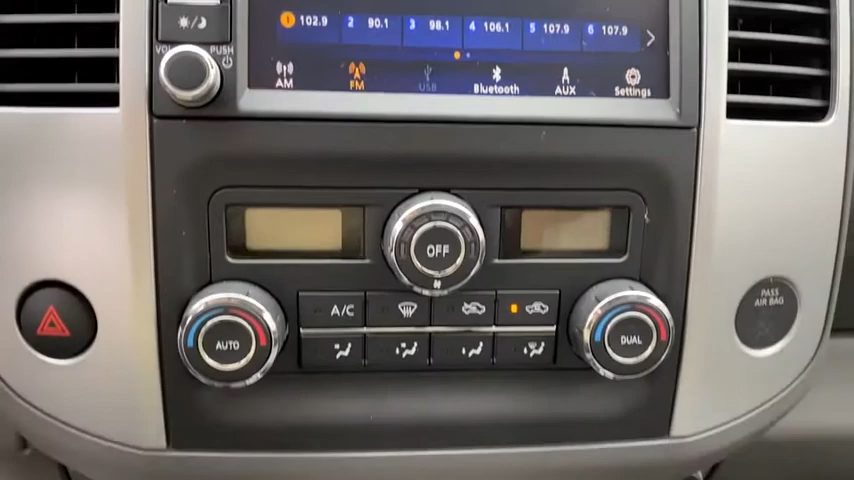 1 102.9 2 90.1 3 98.1 4 106.1 5 107.9 6 107.9
VOL PUSH
AM FM USB Bluetooth AUX Settings
OFF
A/C
AUTO DUAL
PASS
AIR BAG